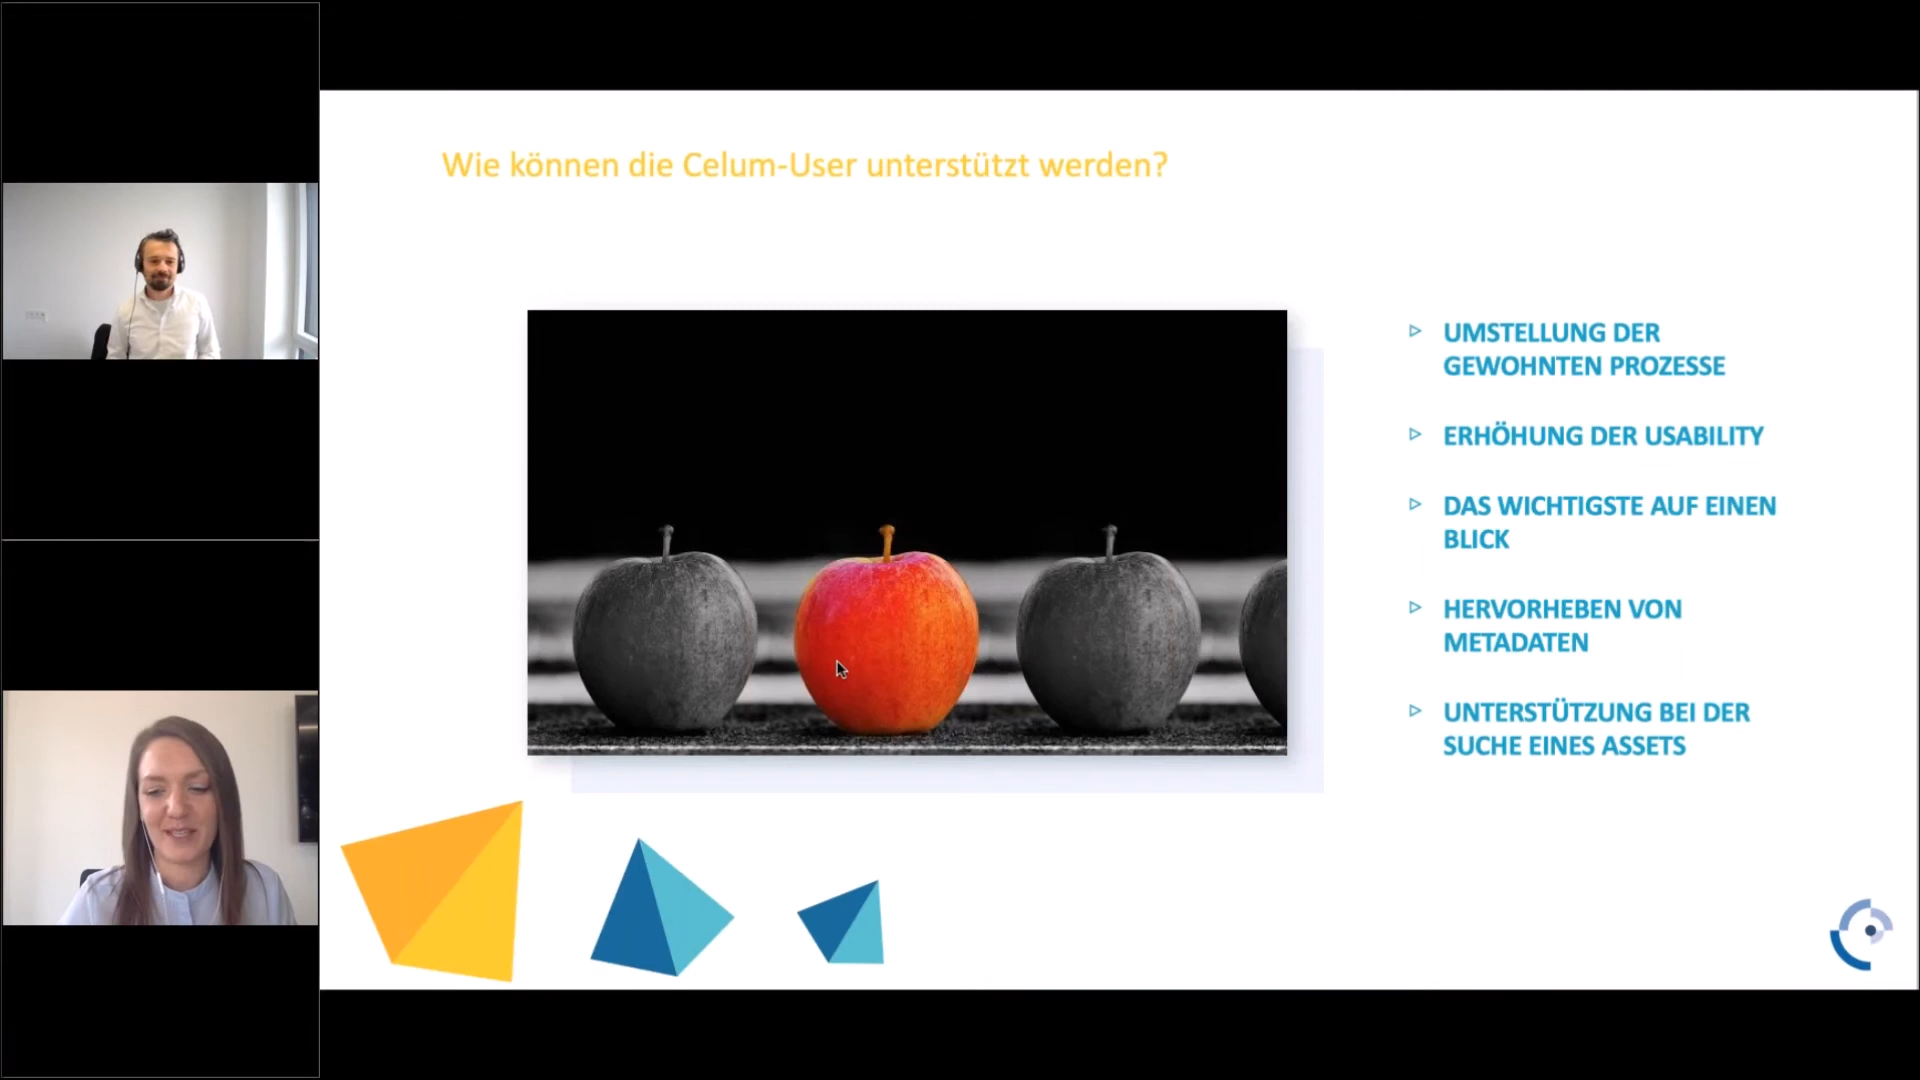 Wie können die Celum-User unterstützt werden?
UMSTELLUNG DER
GEWOHNTEN PROZESSE
ERHÖHUNG DER USABILITY
DAS WICHTIGSTE AUF EINEN
BLICK
HERVORHEBEN VON
METADATEN
UNTERSTÜTZUNG BEI DER
SUCHE EINES ASSETS